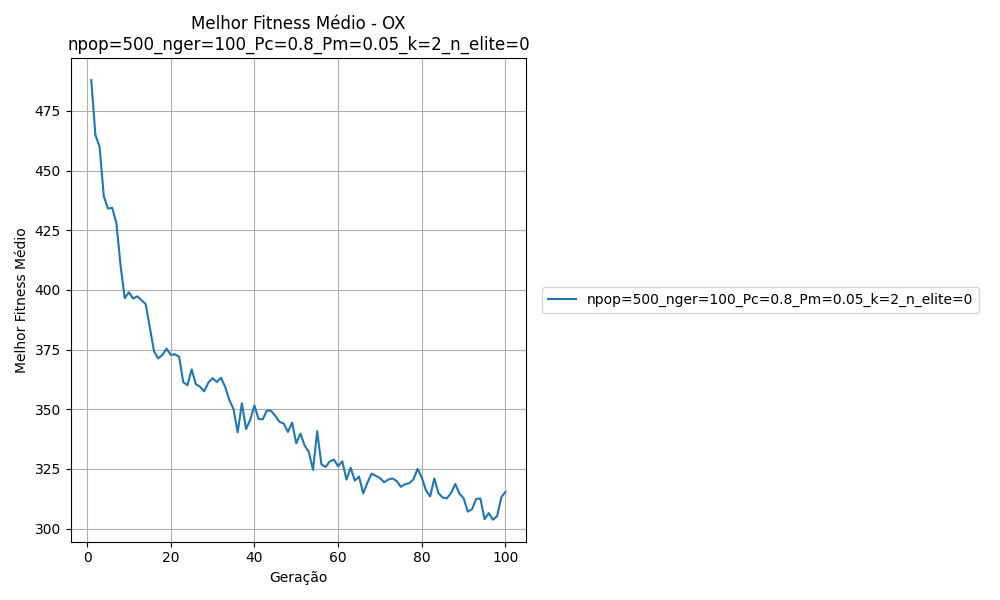 Melhor Fitness Médio - OX
npop=500_nger=100_Pc=0.8_Pm=0.05_k=2_n_elite=0
Melhor Fitness Médio
475
450
425
400
375
350
325
300
0
20
40
60
80
100
Geração
npop=500_nger=100_Pc=0.8_Pm=0.05_k=2_n_elite=0